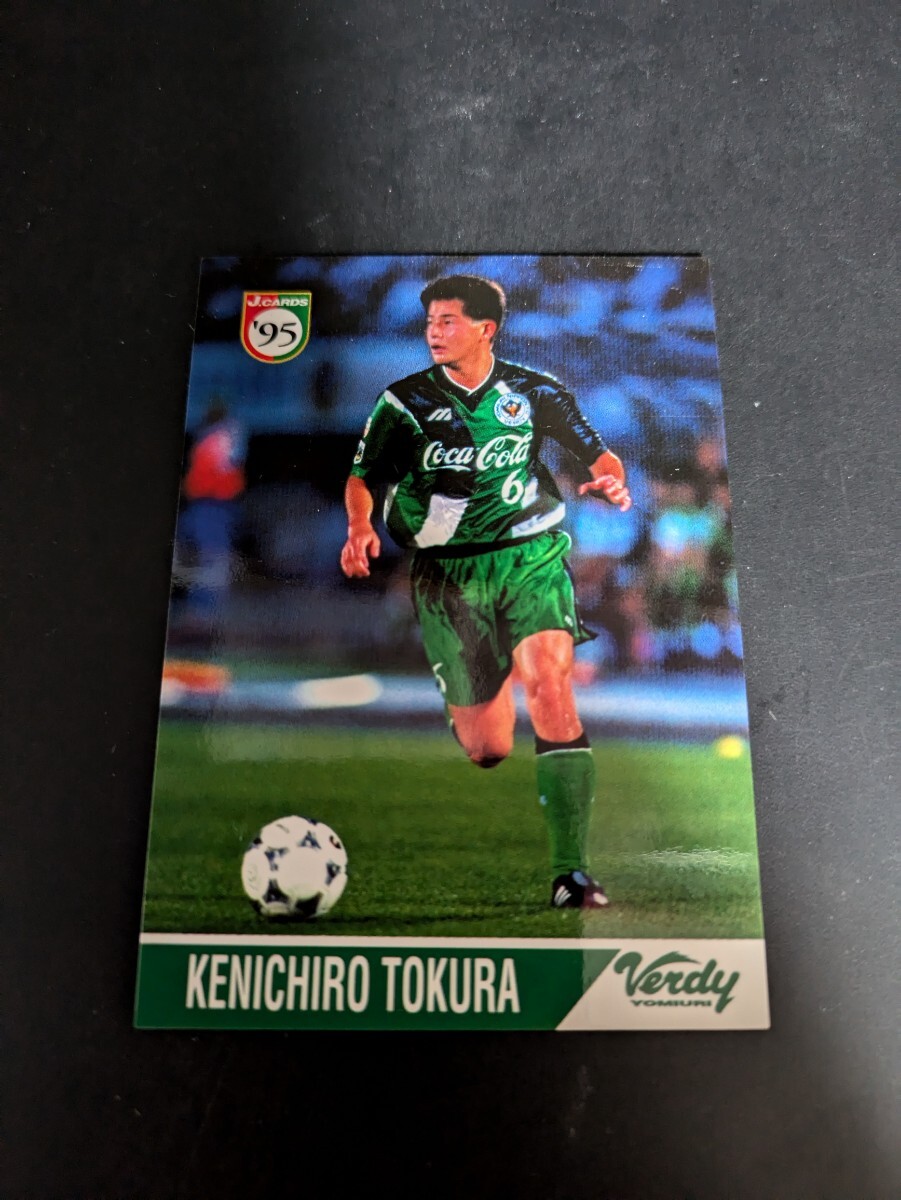 J.CARDS
'95
Coca-Cola
6
KENICHIRO TOKURA
Verdy
YOMIURI